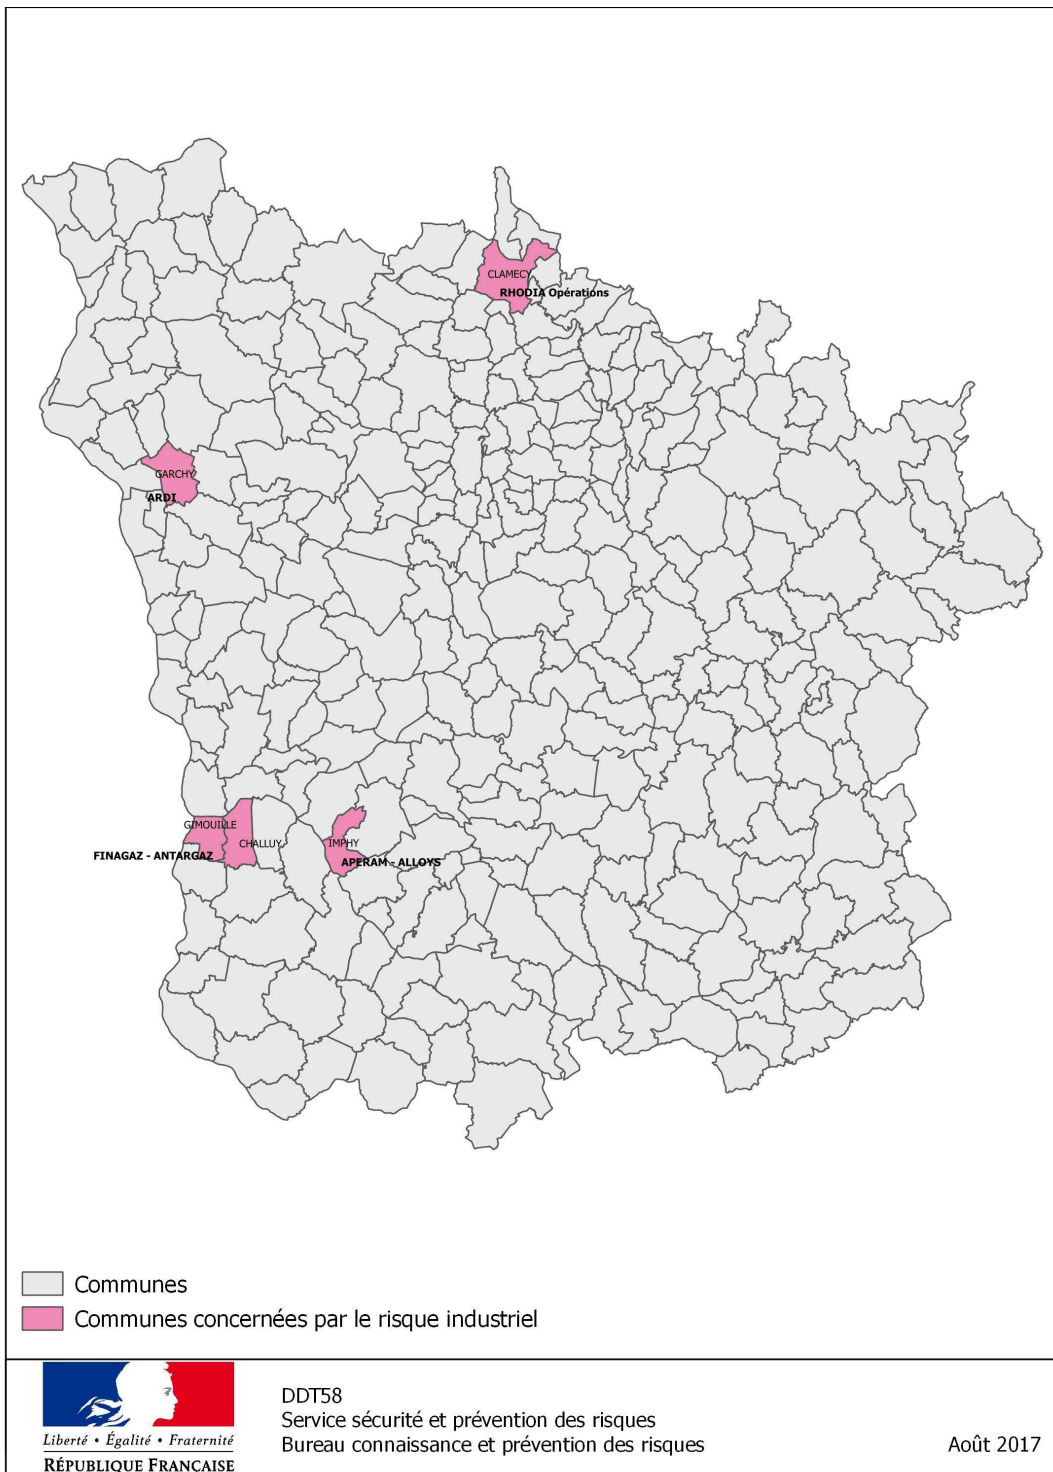 CLAMECY
RHODIA Opérations
GARCHY
ARDI
GIMOUILLE
CHALLUY
IMPHY
FINAGAZ - ANTARGAZ
APERAM - ALLOYS
Communes
Communes concernées par le risque industriel
Liberté • Égalité • Fraternité
RÉPUBLIQUE FRANÇAISE
DDT58
Service sécurité et prévention des risques
Bureau connaissance et prévention des risques
Août 2017